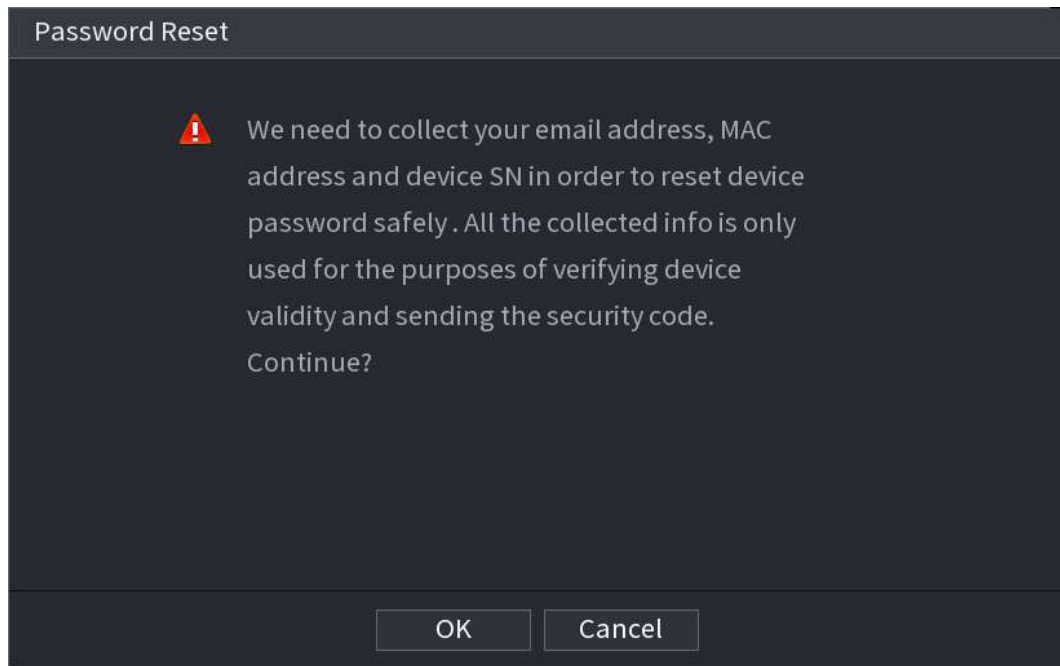 Password Reset
We need to collect your email address, MAC
address and device SN in order to reset device
password safely . All the collected info is only
used for the purposes of verifying device
validity and sending the security code.
Continue?
OK
Cancel